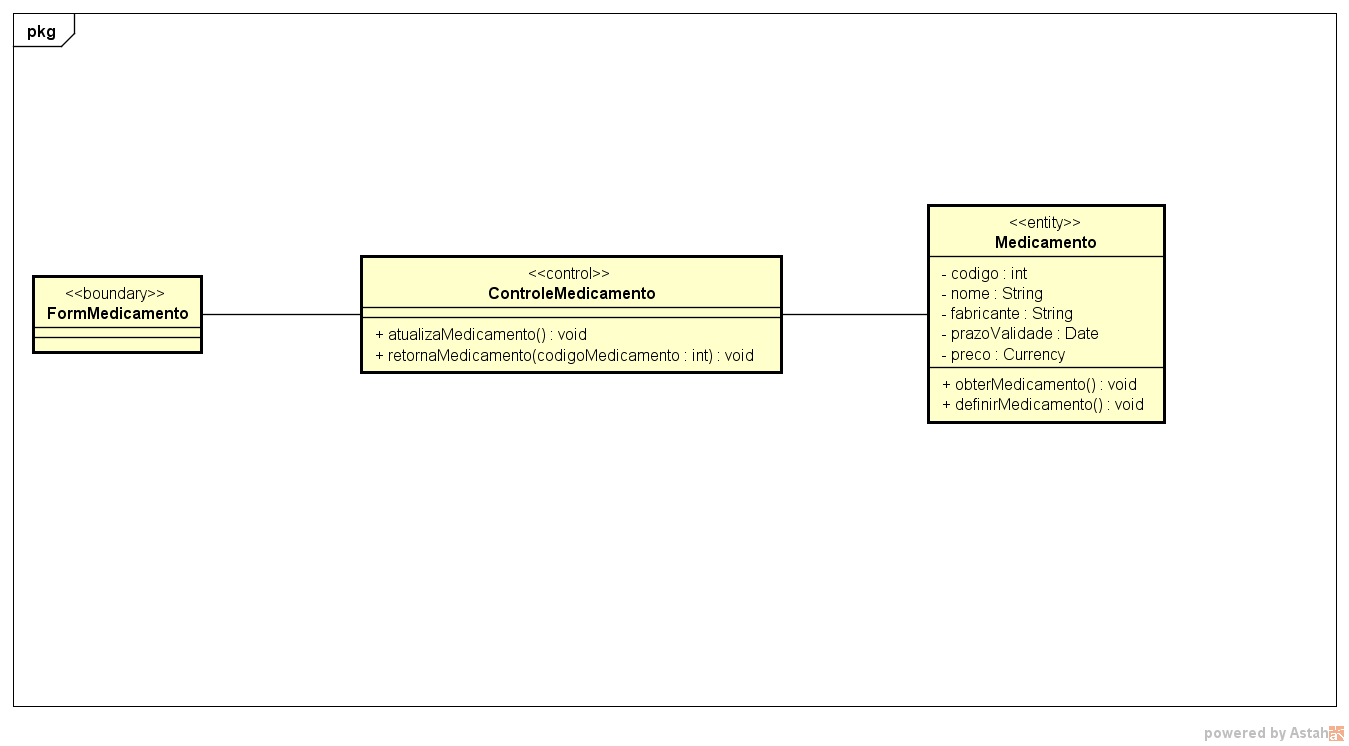 pkg
<<boundary>>
FormMedicamento
<<control>>
ControleMedicamento
+ atualizaMedicamento() : void
+ retornaMedicamento(codigoMedicamento : int) : void
<<entity>>
Medicamento
- codigo : int
- nome : String
- fabricante : String
- prazoValidade : Date
- preco : Currency
+ obterMedicamento() : void
+ definirMedicamento() : void
powered by Astah